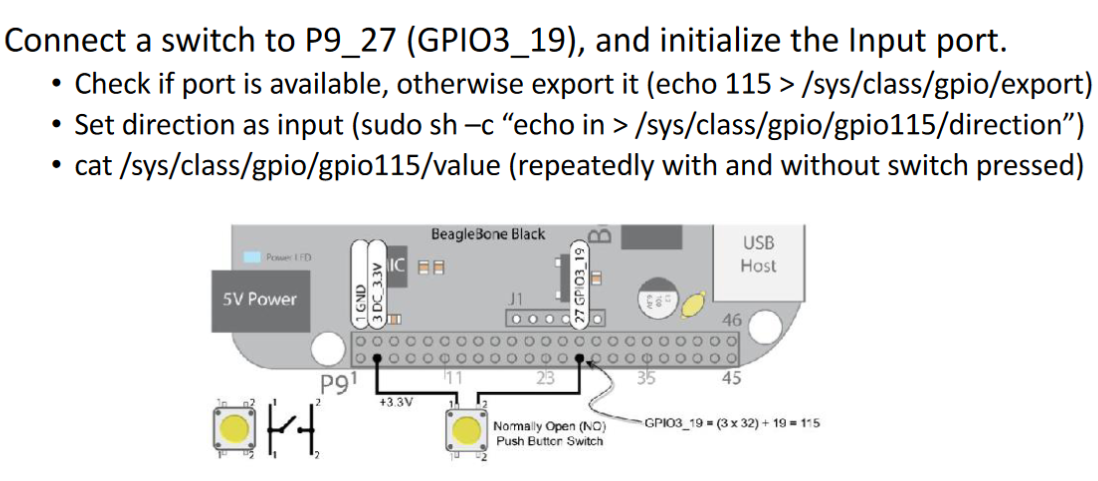 Connect a switch to P9_27 (GPIO3_19), and initialize the Input port.
• Check if port is available, otherwise export it (echo 115 > /sys/class/gpio/export)
• Set direction as input (sudo sh –c “echo in > /sys/class/gpio/gpio115/direction”)
• cat /sys/class/gpio/gpio115/value (repeatedly with and without switch pressed)
BeagleBone Black
B
USB
Host
Power LED
IC
5V Power
1 GND
3 DC_3.3V
J1
27 GPIO3_19
46
P9
1
11
23
35
45
+3.3V
1 2
Normally Open (NO)
Push Button Switch
GPIO3_19 = (3 x 32) + 19 = 115
1 2
1 2
1 2
1 2
1 2